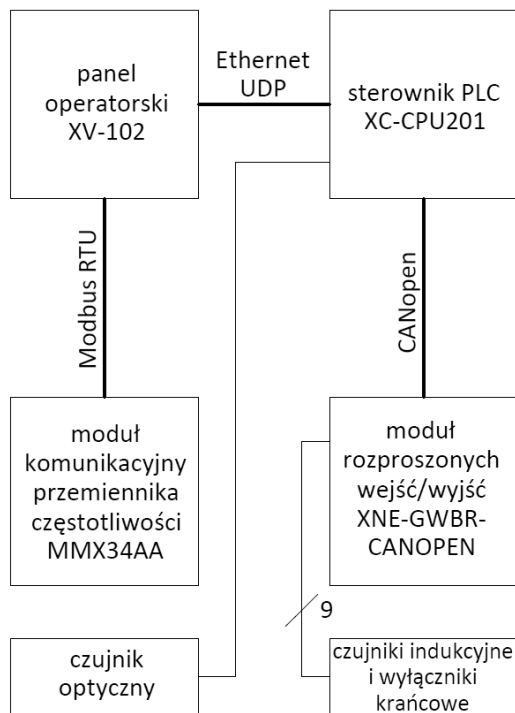 panel
operatorski
XV-102
Ethernet
UDP
sterownik PLC
XC-CPU201
Modbus RTU
CANopen
moduł
komunikacyjny
przemiennika
częstotliwości
MMX34AA
moduł
rozproszonych
wejść/wyjść
XNE-GWBR-
CANOPEN
9
czujnik
optyczny
czujniki indukcyjne
i wyłączniki
krańcowe